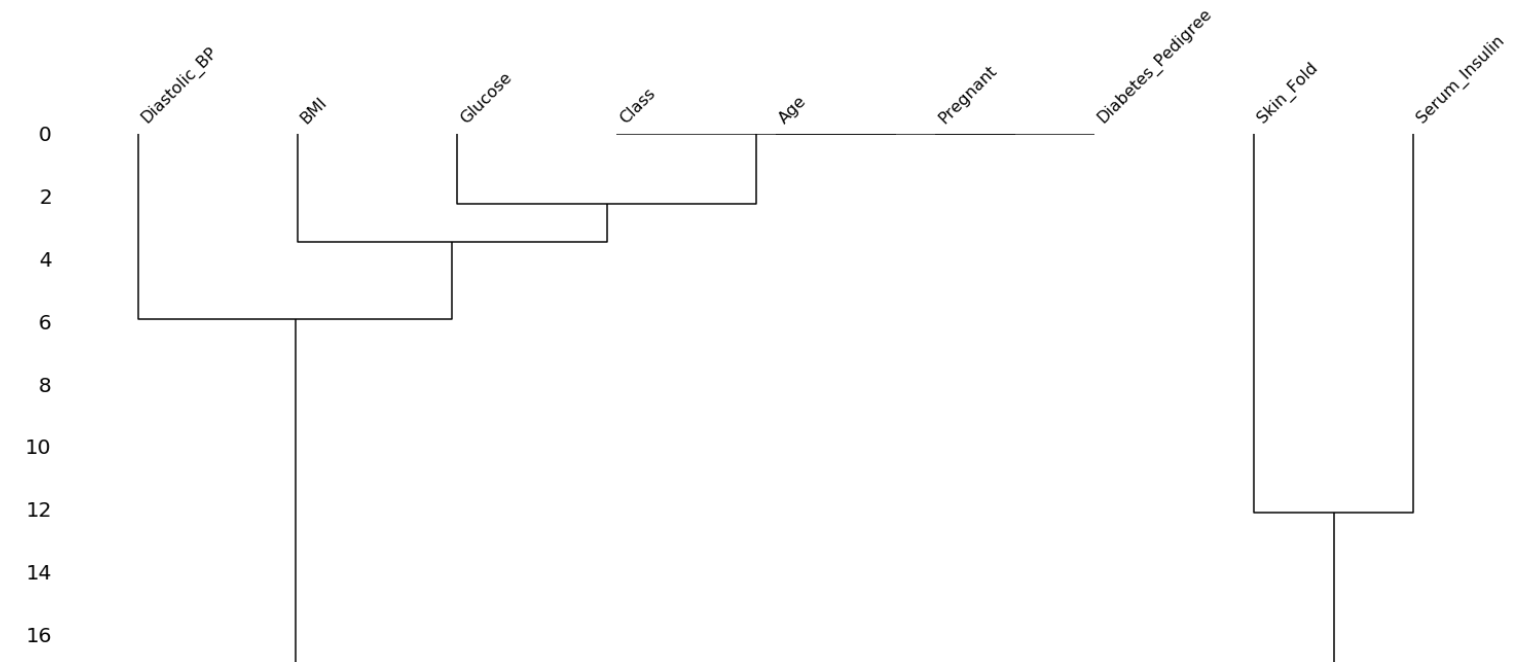 Diastolic_BP
BMI
Glucose
Class
Age
Pregnant
Diabetes_Pedigree
Skin_Fold
Serum_Insulin
0
2
4
6
8
10
12
14
16